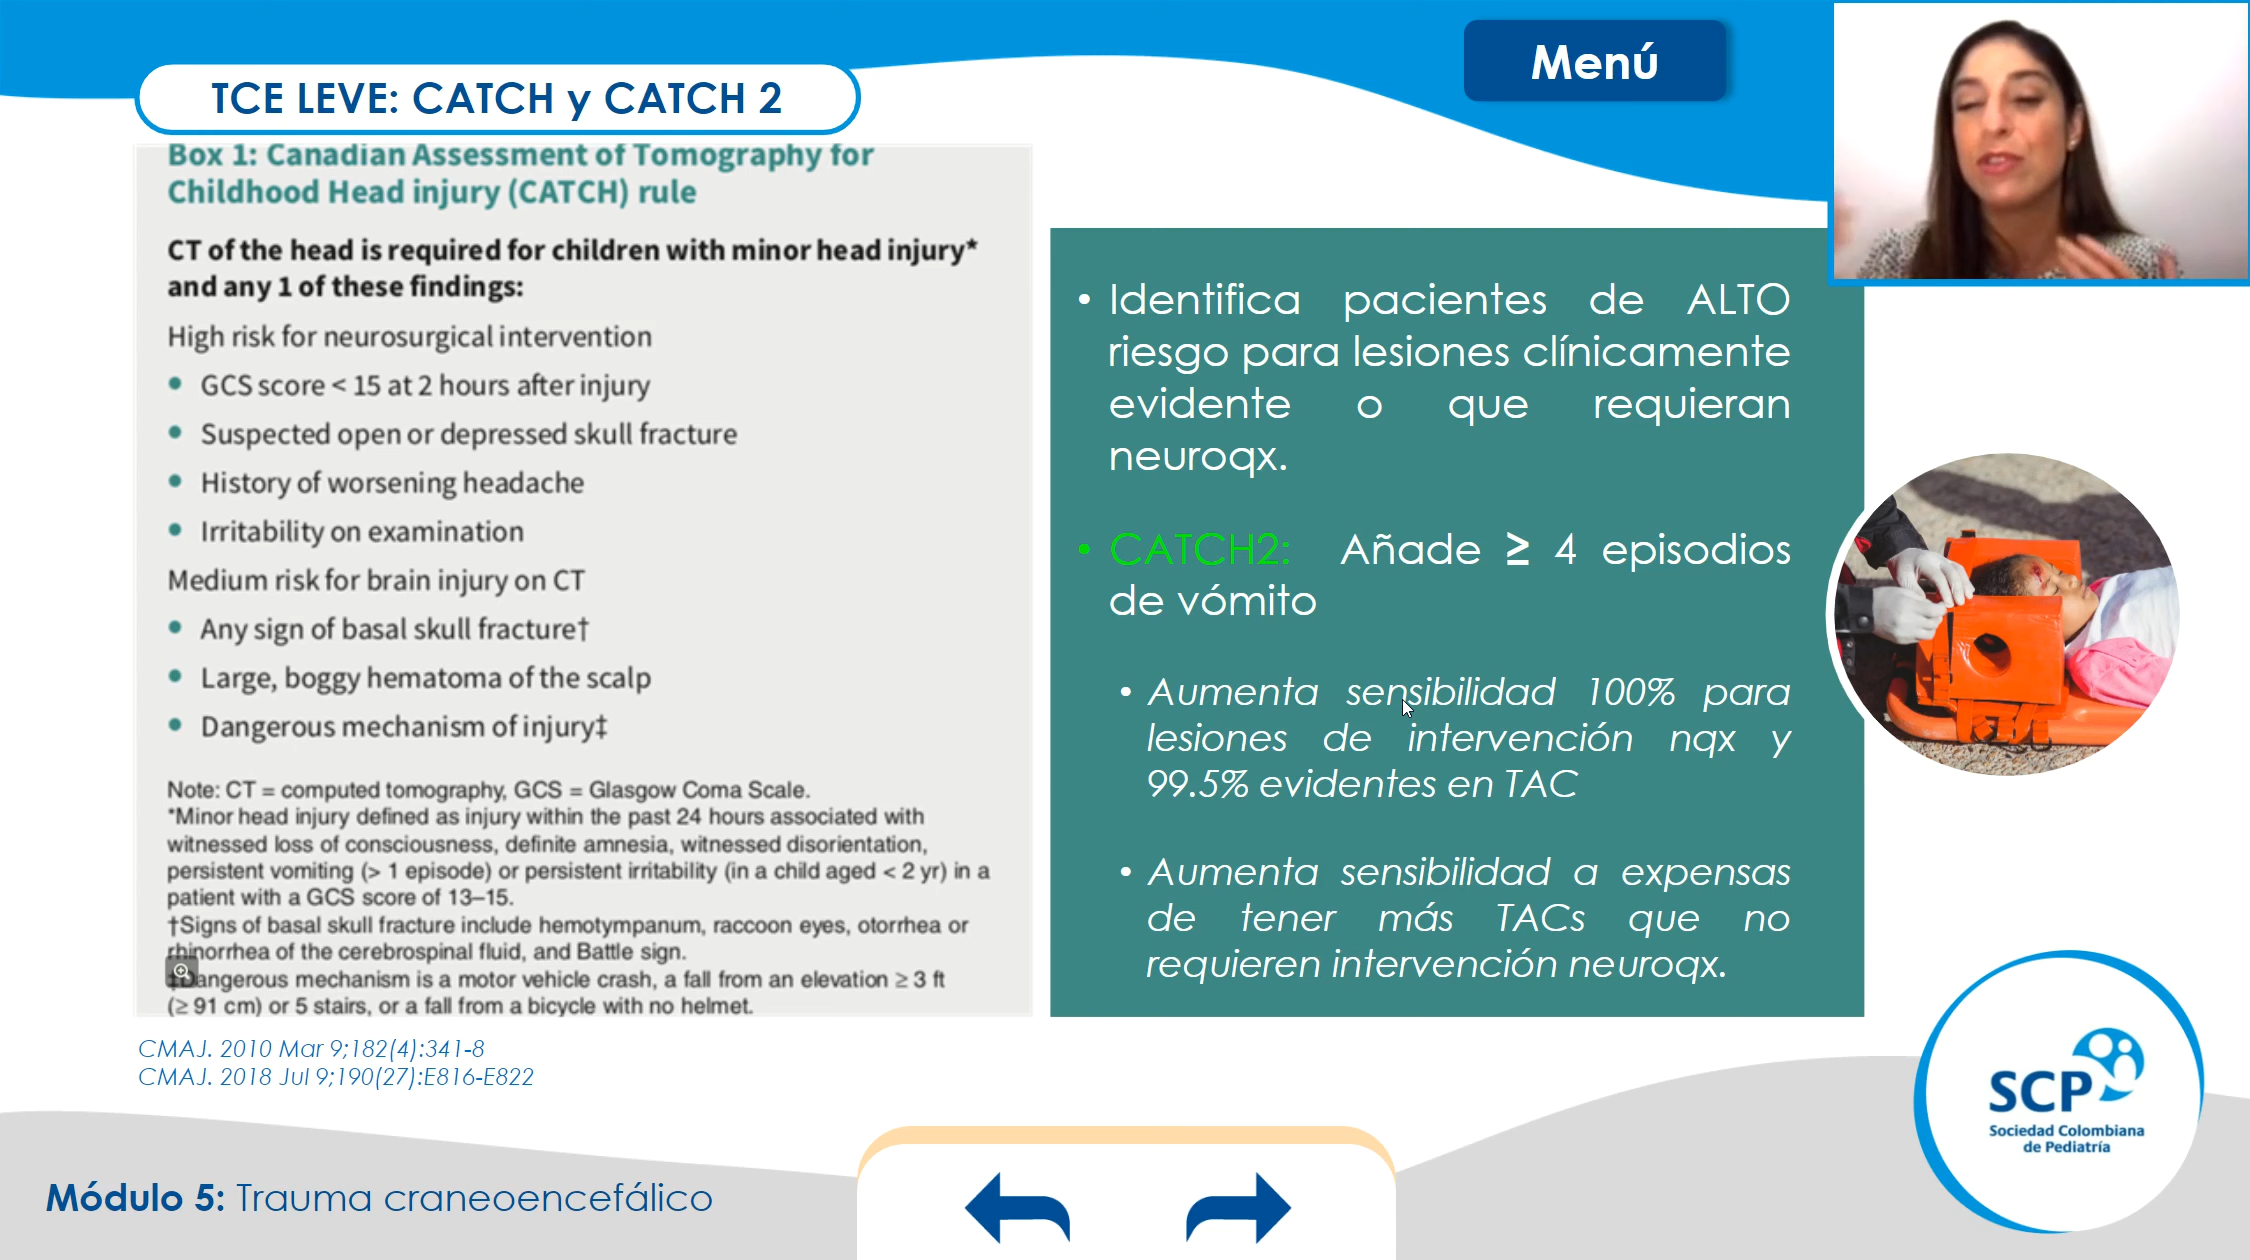 Menú
TCE LEVE: CATCH y CATCH 2
Box 1: Canadian Assessment of Tomography for
Childhood Head injury (CATCH) rule
CT of the head is required for children with minor head injury*
and any 1 of these findings:
High risk for neurosurgical intervention
• GCS score < 15 at 2 hours after injury
• Suspected open or depressed skull fracture
• History of worsening headache
• Irritability on examination
Medium risk for brain injury on CT
• Any sign of basal skull fracture†
• Large, boggy hematoma of the scalp
• Dangerous mechanism of injury‡
Note: CT = computed tomography, GCS = Glasgow Coma Scale.
*Minor head injury defined as injury within the past 24 hours associated with
witnessed loss of consciousness, definite amnesia, witnessed disorientation,
persistent vomiting (> 1 episode) or persistent irritability (in a child aged < 2 yr) in a
patient with a GCS score of 13–15.
†Signs of basal skull fracture include hemotympanum, raccoon eyes, otorrhea or
rhinorrhea of the cerebrospinal fluid, and Battle sign.
‡Dangerous mechanism is a motor vehicle crash, a fall from an elevation ≥ 3 ft
(≥ 91 cm) or 5 stairs, or a fall from a bicycle with no helmet.
CMAJ. 2010 Mar 9;182(4):341-8
CMAJ. 2018 Jul 9;190(27):E816-E822
• Identifica pacientes de ALTO
riesgo para lesiones clínicamente
evidente o que requieran
neuroqx.
• CATCH2: Añade ≥ 4 episodios
de vómito
• Aumenta sensibilidad 100% para
lesiones de intervención nqx y
99.5% evidentes en TAC
• Aumenta sensibilidad a expensas
de tener más TACs que no
requieren intervención neuroqx.
SCP
Sociedad Colombiana
de Pediatría
Módulo 5: Trauma craneoencefálico